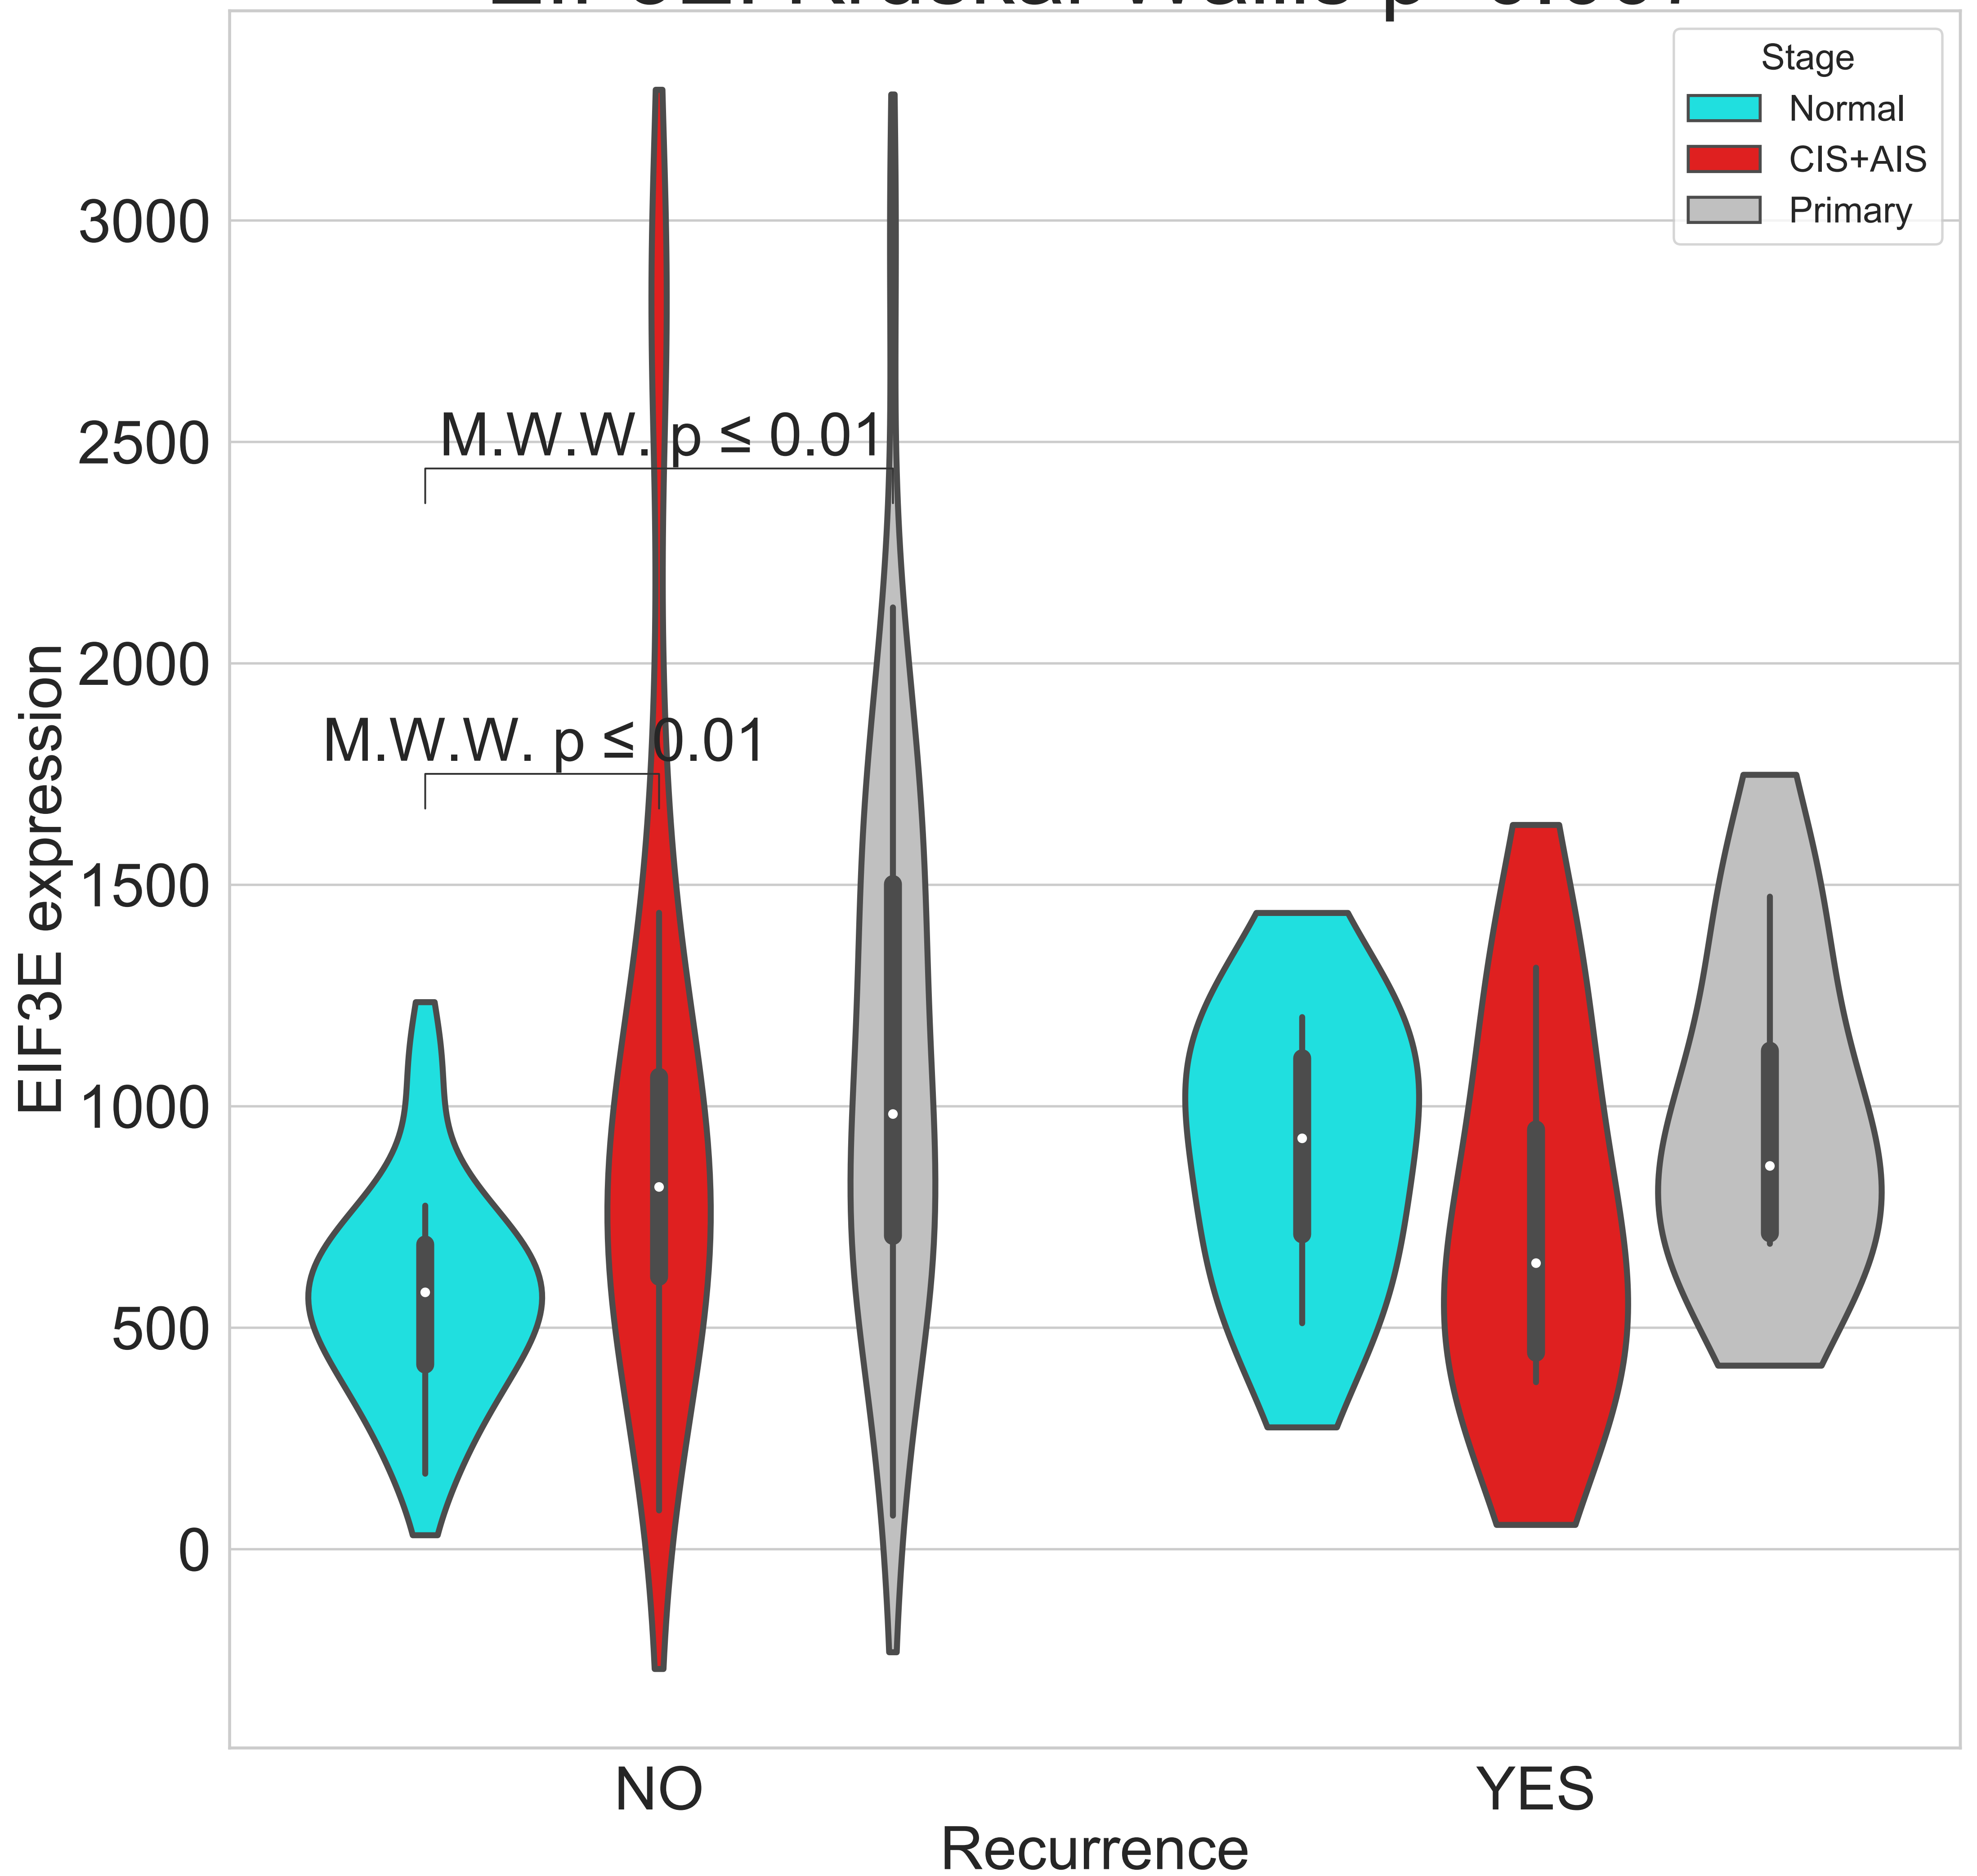 Stage
Normal
CIS+AIS
Primary
3000
2500
2000
1500
1000
500
0
EIF3E expression
M.W.W. p ≤ 0.01
M.W.W. p ≤ 0.01
NO
YES
Recurrence